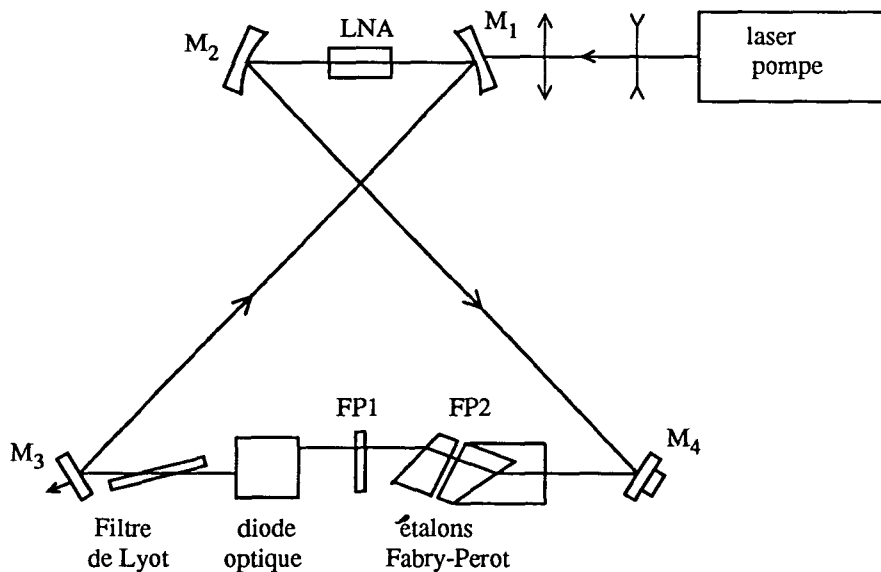 M2
LNA
M1
laser
pompe
FP1
FP2
M3
M4
Filtre
de Lyot
diode
optique
étalons
Fabry-Perot